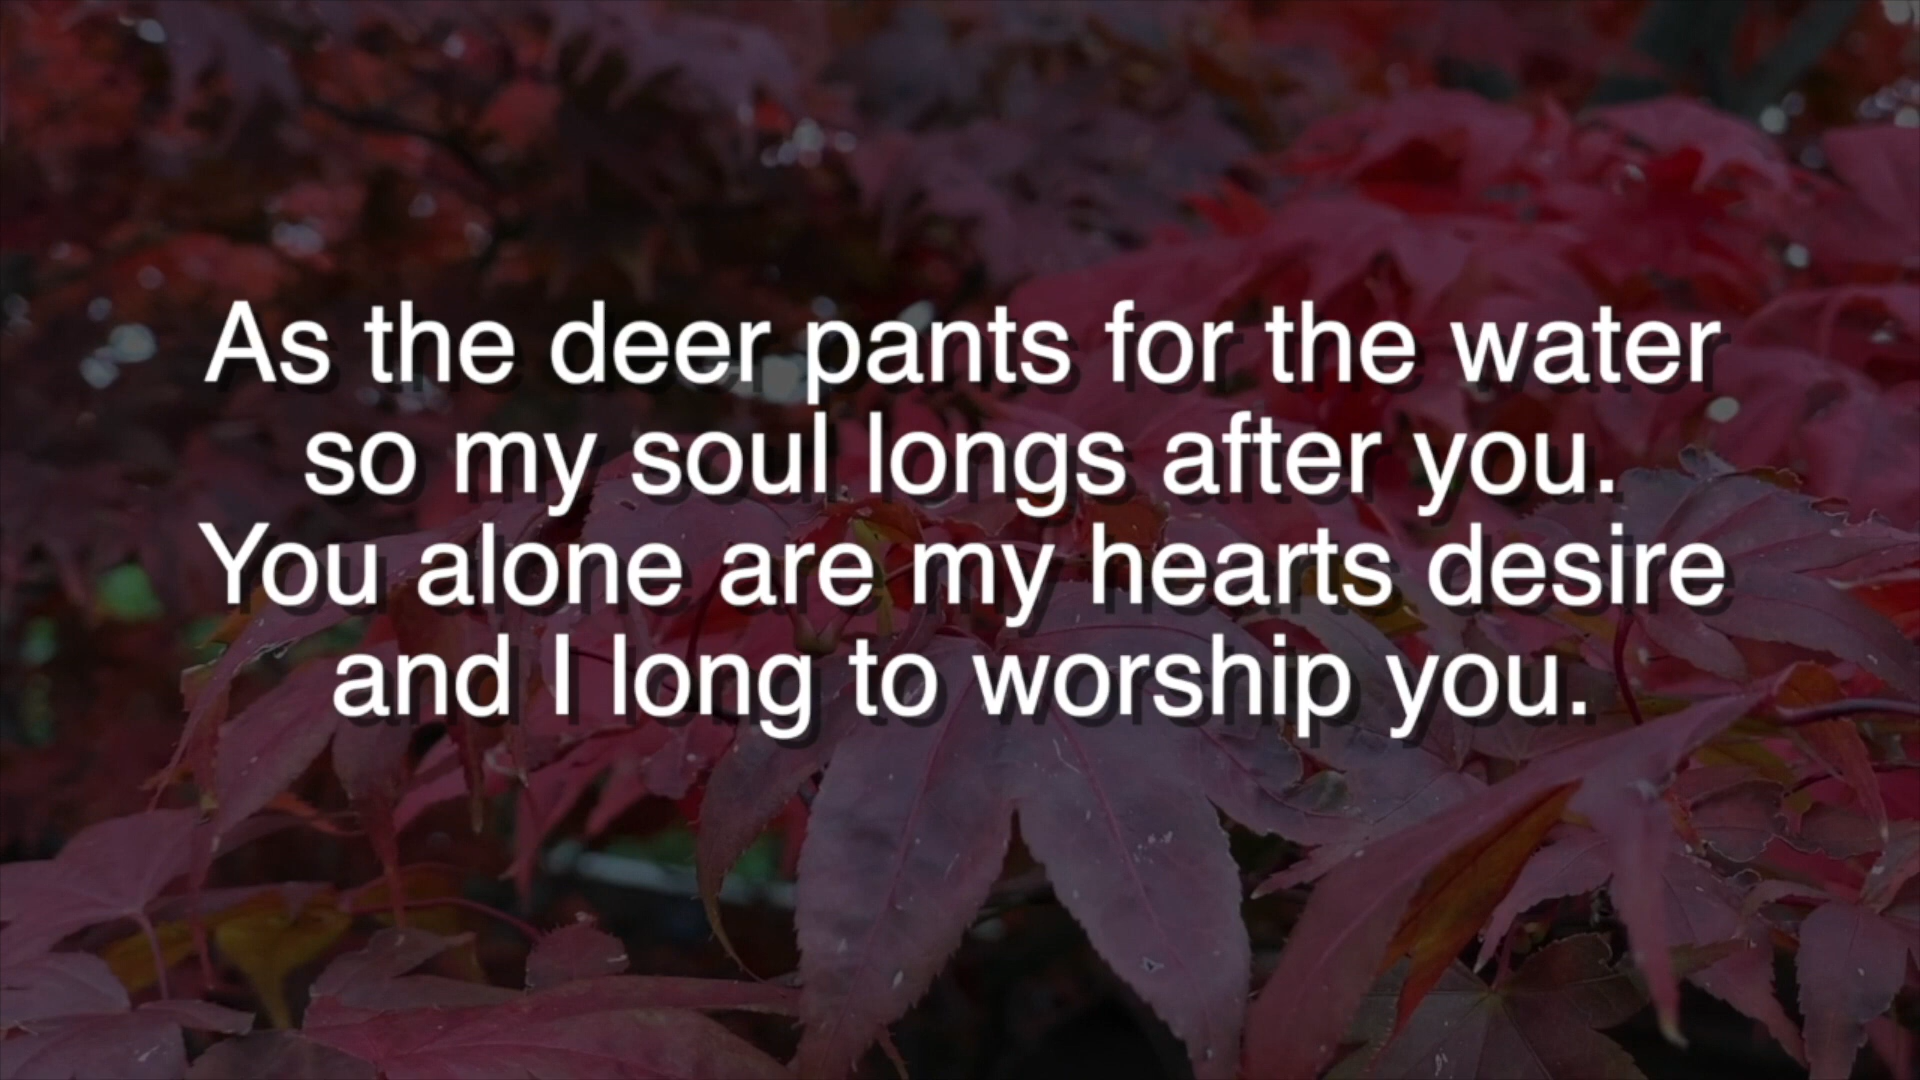 As the deer pants for the water
so my soul longs after you.
You alone are my hearts desire
and I long to worship you.